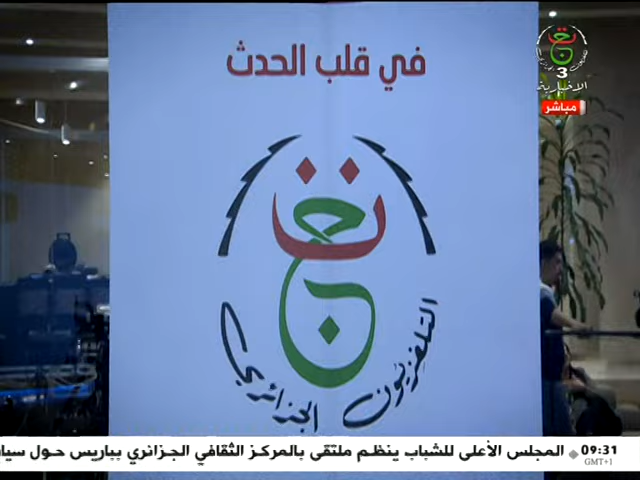 في قلب الحدث
3
الإخبارية
مباشر
التلفزيون الجزائري
09:31
GMT+1
المجلس الأعلى للشباب ينظم ملتقى بالمركز الثقافي الجزائري بباريس حول